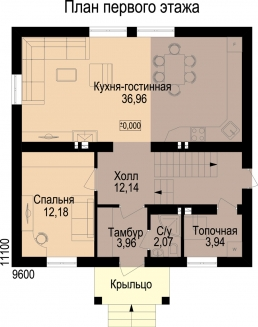 План первого этажа
Кухня-гостинная
36,96
±0,000
Холл
12,14
Спальня
12,18
Тамбур
3,96
С/у
2,07
Топочная
3,94
11100
9600
Крыльцо